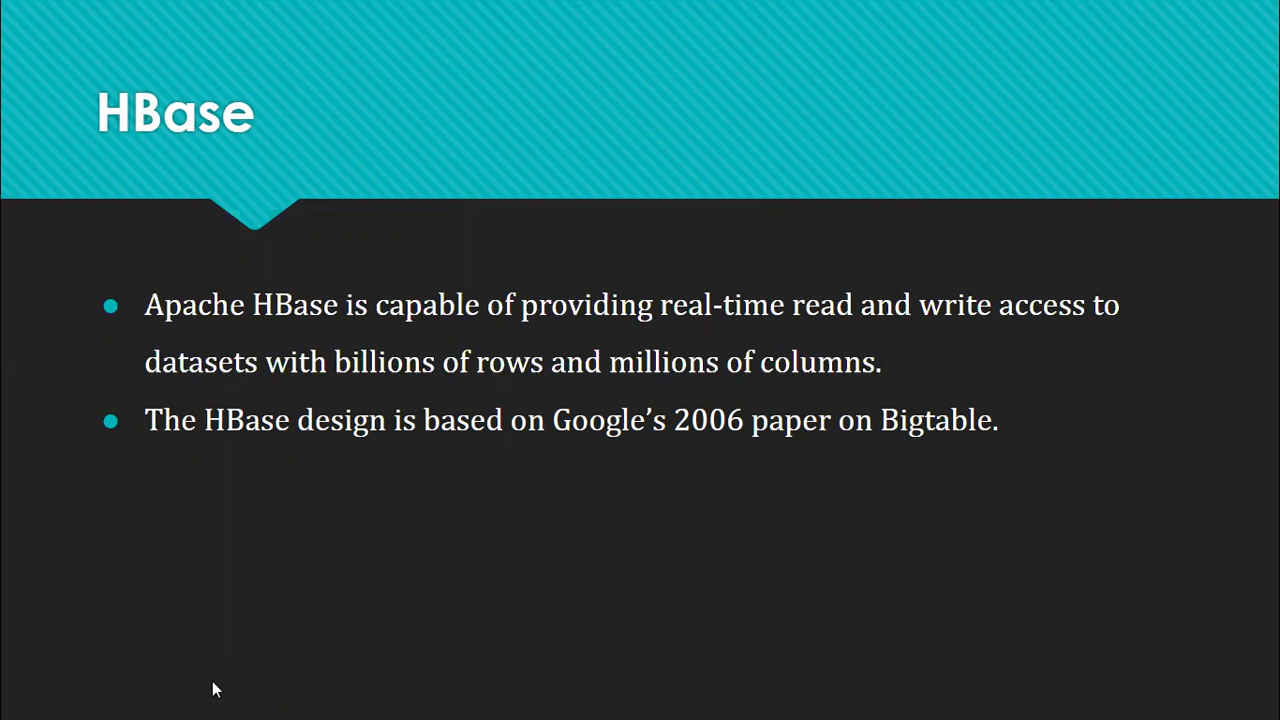 HBase
Apache HBase is capable of providing real-time read and write access to
datasets with billions of rows and millions of columns.
The HBase design is based on Google’s 2006 paper on Bigtable.